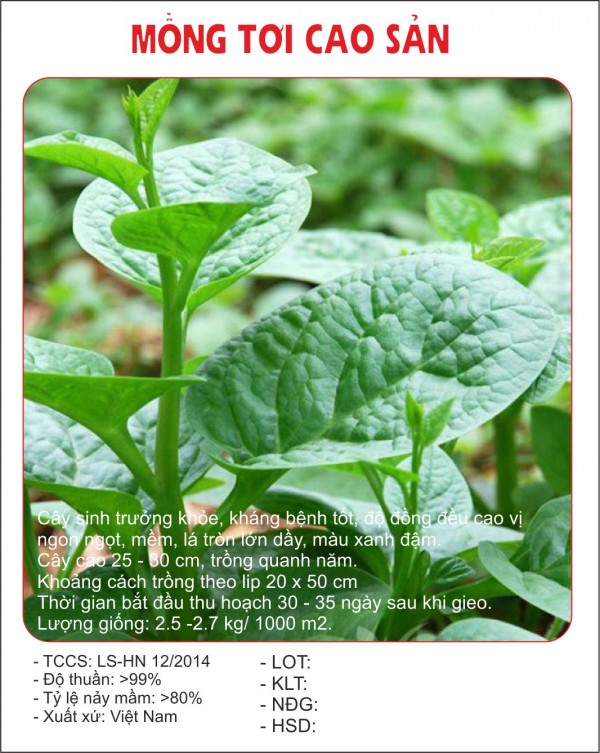 MỒNG TƠI CAO SẢN
Cây sinh trưởng khỏe, kháng bệnh tốt, độ đồng đều cao vị
ngon ngọt, mềm, lá tròn lớn dầy, màu xanh đậm.
Cây cao 25 - 30 cm, trồng quanh năm.
Khoảng cách trồng theo líp 20 x 50 cm
Thời gian bắt đầu thu hoạch 30 - 35 ngày sau khi gieo.
Lượng giống: 2.5 -2.7 kg/ 1000 m2.
- TCCS: LS-HN 12/2014
- Độ thuần: >99%
- Tỷ lệ nảy mầm: >80%
- Xuất xứ: Việt Nam
- LOT:
- KLT:
- NĐG:
- HSD: